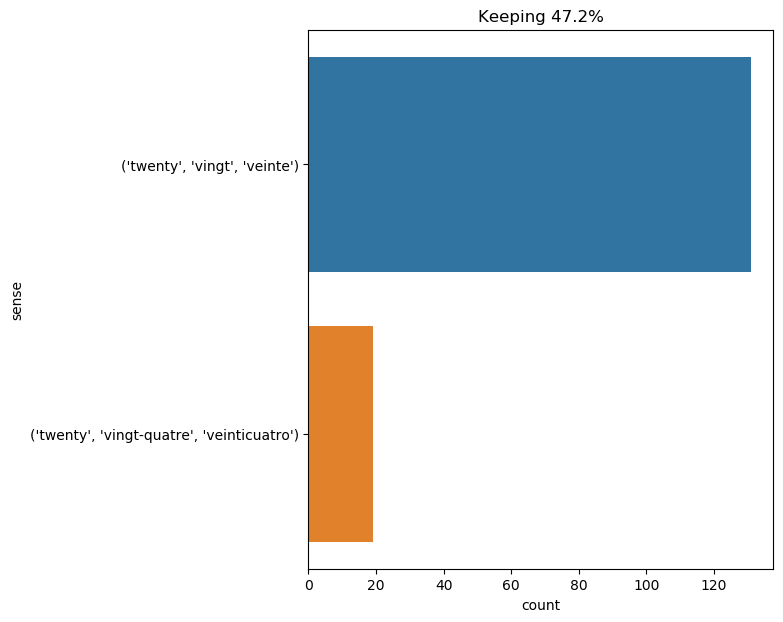 Keeping 47.2%
('twenty', 'vingt', 'veinte')
sense
('twenty', 'vingt-quatre', 'veinticuatro')
0 20 40 60 80 100 120
count